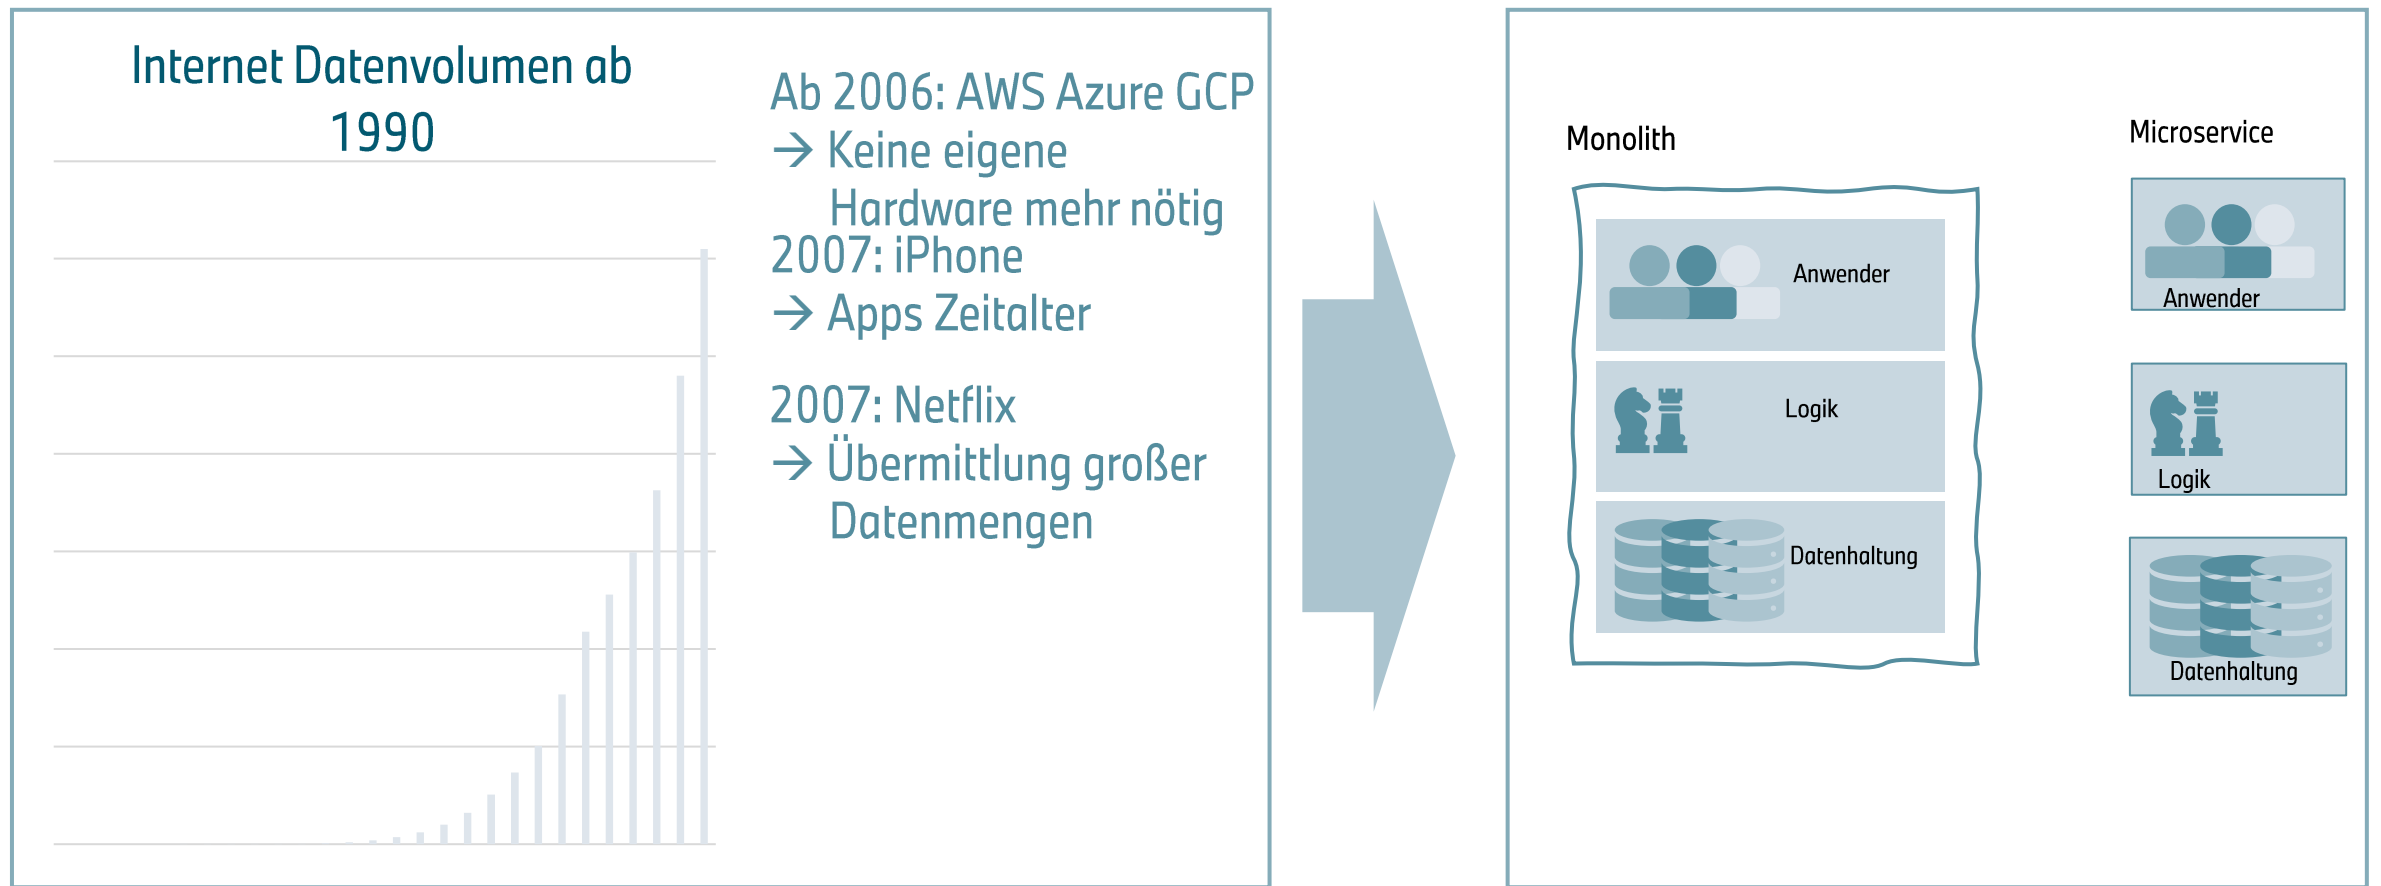 Internet Datenvolumen ab
1990
Ab 2006: AWS Azure GCP
→ Keine eigene
Hardware mehr nötig
2007: iPhone
→ Apps Zeitalter
2007: Netflix
→ Übermittlung großer
Datenmengen
Monolith
Anwender
Logik
Datenhaltung
Microservice
Anwender
Logik
Datenhaltung